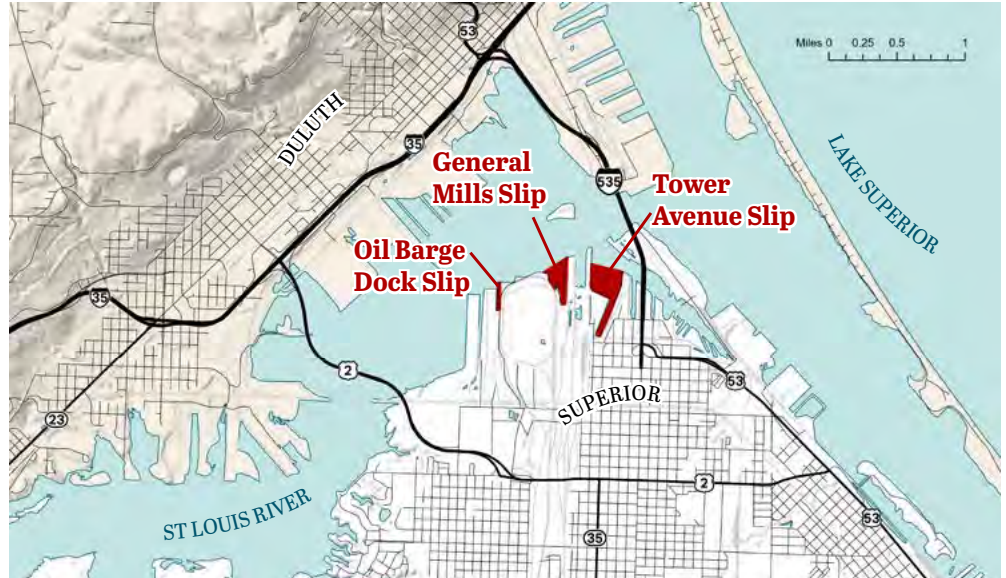 53
Miles 0 0.25 0.5 1
DULUTH
35
General
Mills Slip
535
Tower
Avenue Slip
LAKE SUPERIOR
Oil Barge
Dock Slip
35
2
53
SUPERIOR
23
2
ST LOUIS RIVER
53
35